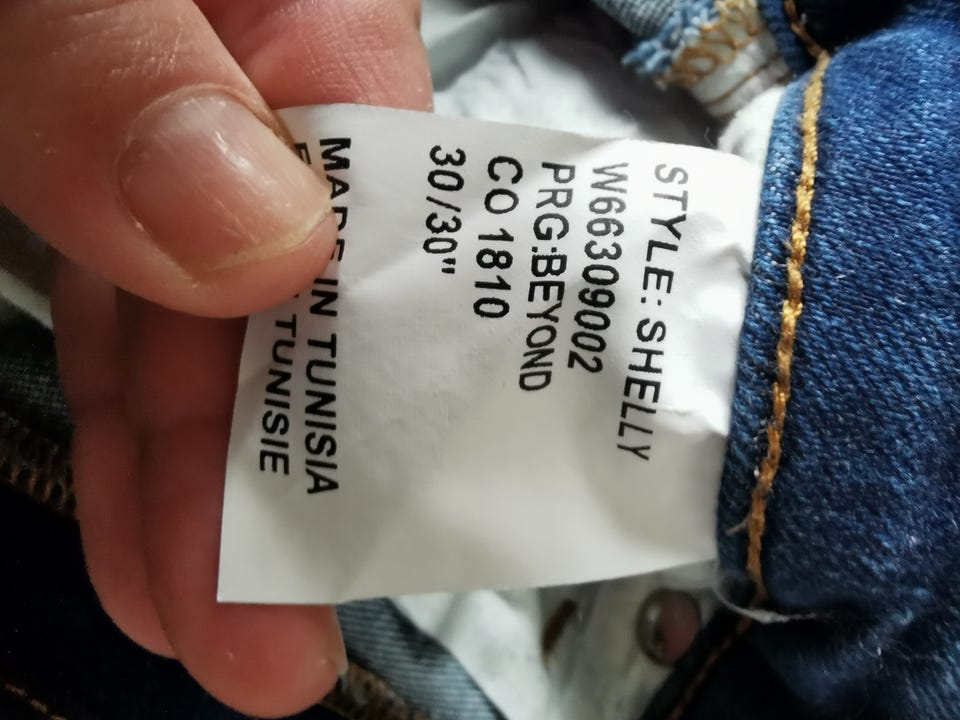 STYLE: SHELLY
W66309002
PRG:BEYOND
CO 1810
30/30"
MADE IN TUNISIA
TUNISIE